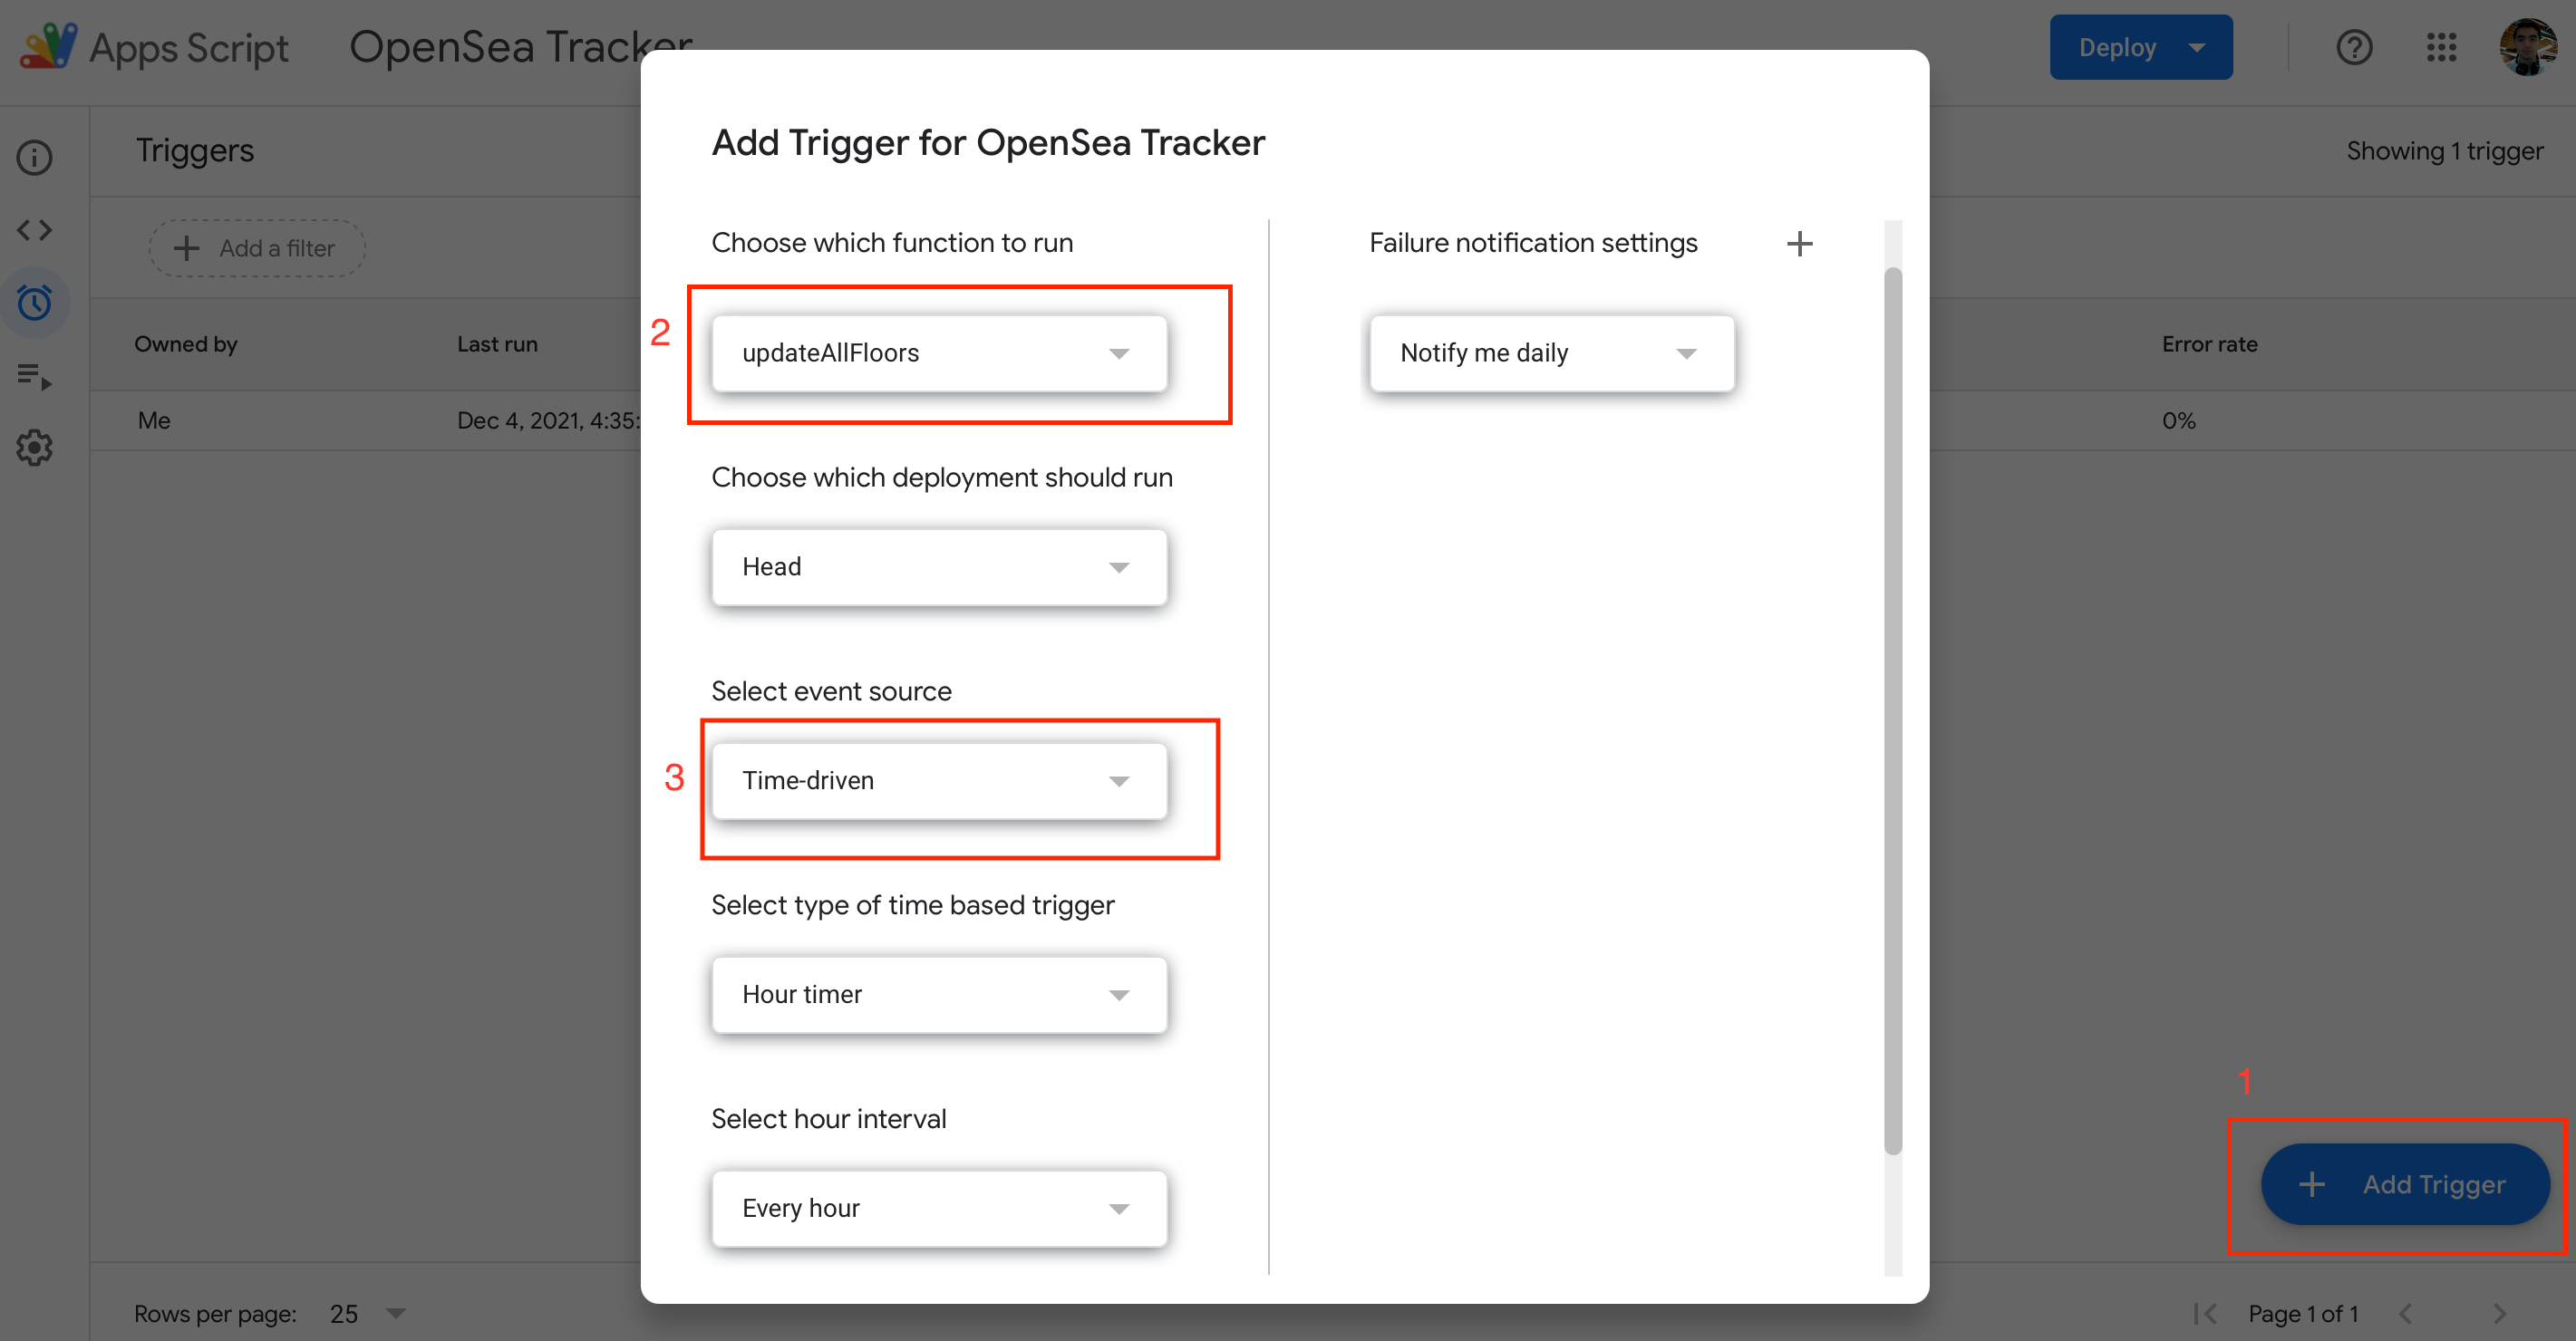 Apps Script
OpenSea Tracker
Deploy
Triggers
Showing 1 trigger
Add a filter
Owned by
Last run
Error rate
Me
Dec 4, 2021, 4:35:
0%
Add Trigger for OpenSea Tracker
Choose which function to run
2
updateAllFloors
Choose which deployment should run
Head
Select event source
3
Time-driven
Select type of time based trigger
Hour timer
Select hour interval
Every hour
Failure notification settings
Notify me daily
1
Add Trigger
Rows per page: 25
Page 1 of 1